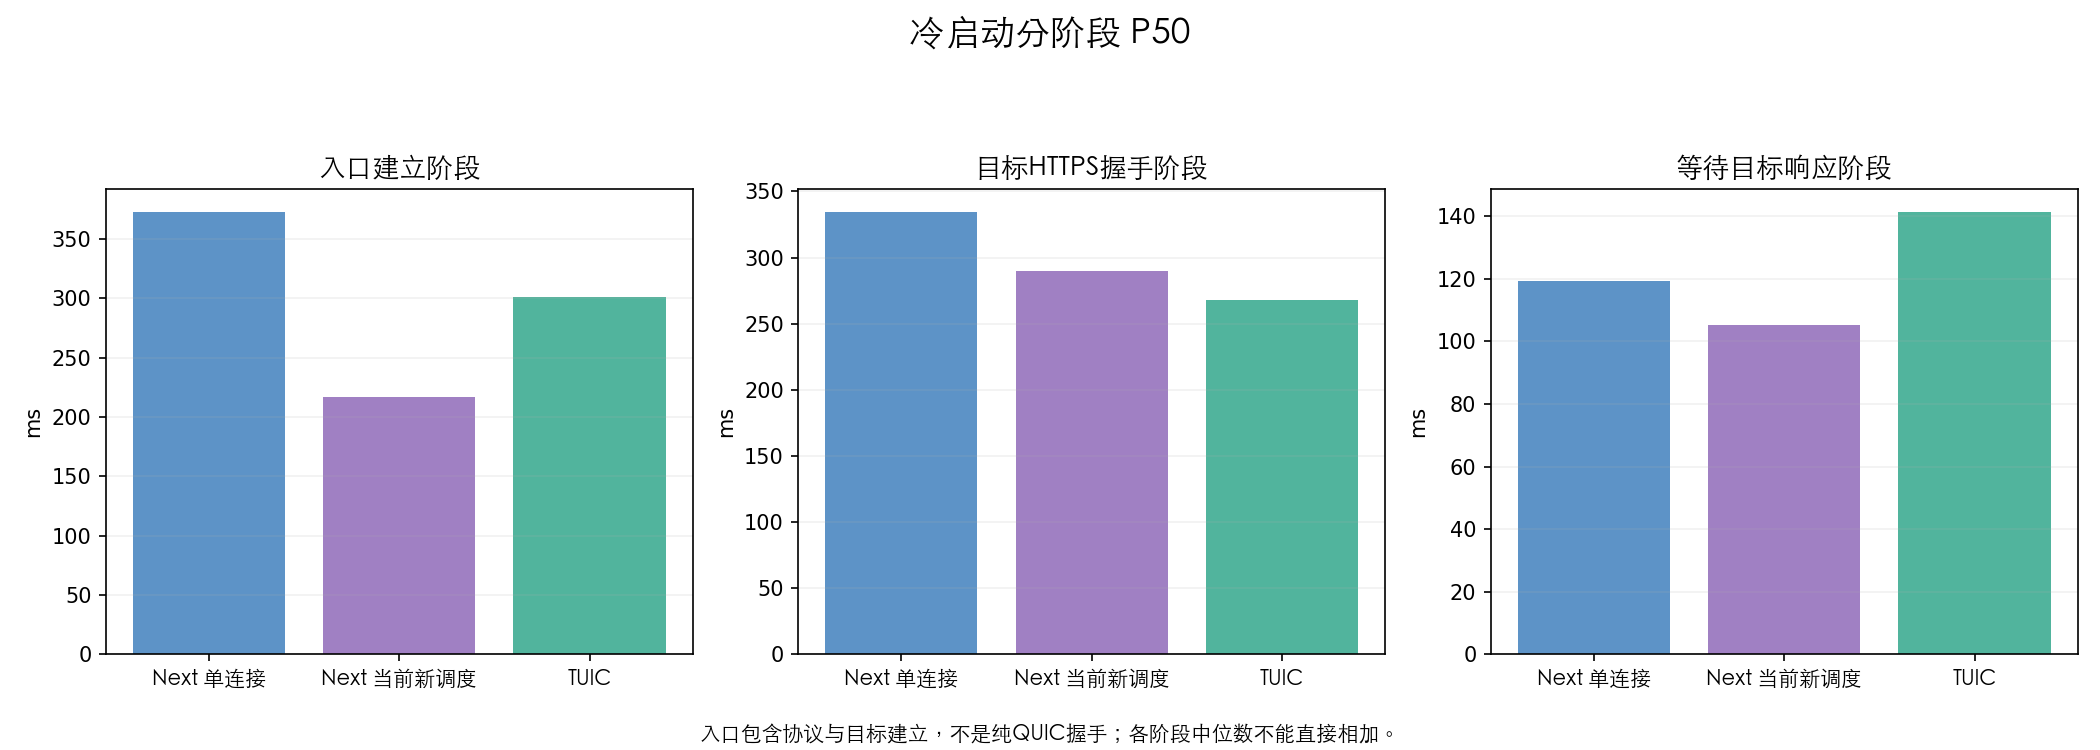 冷启动分阶段 P50
入口建立阶段
350
300
250
200
150
100
50
0
ms
Next 单连接
Next 当前新调度
TUIC
目标HTTPS握手阶段
350
300
250
200
150
100
50
0
ms
Next 单连接
Next 当前新调度
TUIC
等待目标响应阶段
140
120
100
80
60
40
20
0
ms
Next 单连接
Next 当前新调度
TUIC
入口包含协议与目标建立，不是纯QUIC握手；各阶段中位数不能直接相加。